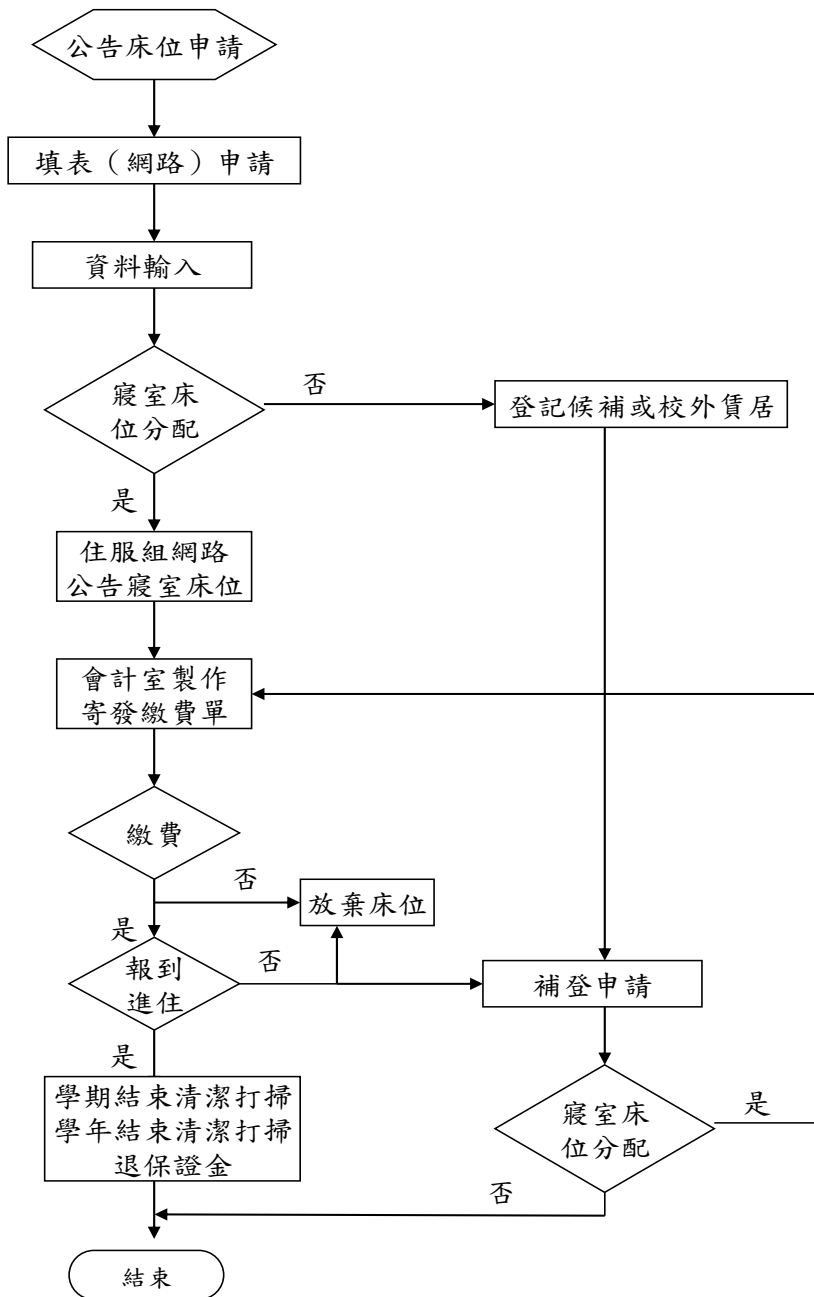 公告床位申請
填表（網路）申請
資料輸入
寢室床
位分配
否
登記候補或校外賃居
是
住服組網路
公告寢室床位
會計室製作
寄發繳費單
繳費
否
放棄床位
是
報到
進住
否
補登申請
是
學期結束清潔打掃
學年結束清潔打掃
退保證金
寢室床
位分配
是
否
結束